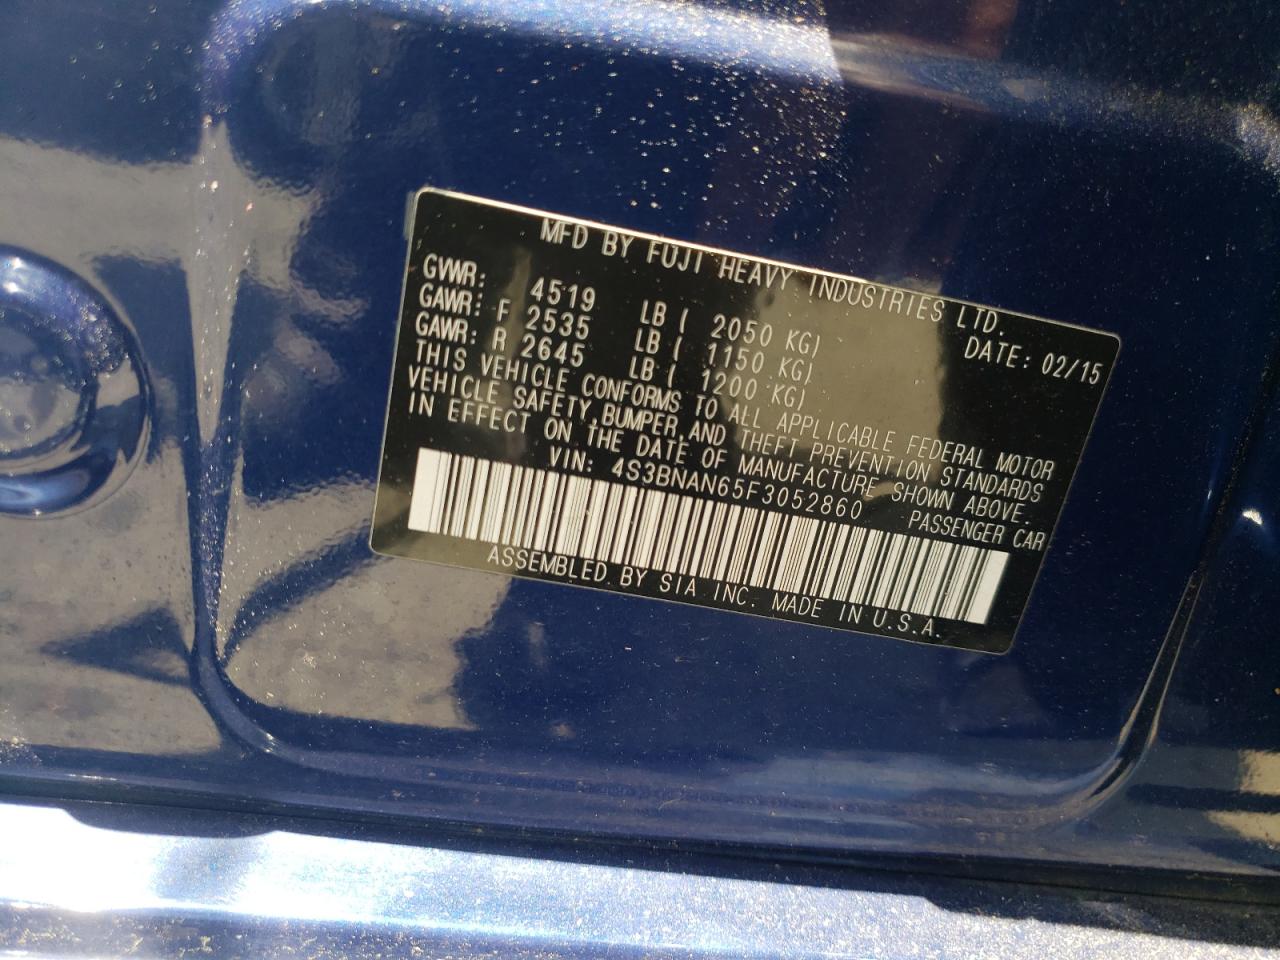 MFD BY FUJI HEAVY INDUSTRIES LTD.
DATE: 02/15
GVWR: 4519 LB ( 2050 KG)
GAWR: F 2535 LB ( 1150 KG)
GAWR: R 2645 LB ( 1200 KG)
THIS VEHICLE CONFORMS TO ALL APPLICABLE FEDERAL MOTOR
VEHICLE SAFETY,BUMPER,AND THEFT PREVENTION STANDARDS
IN EFFECT ON THE DATE OF MANUFACTURE SHOWN ABOVE.
VIN: 4S3BNAN65F3052860 PASSENGER CAR
ASSEMBLED BY SIA INC. MADE IN U.S.A.